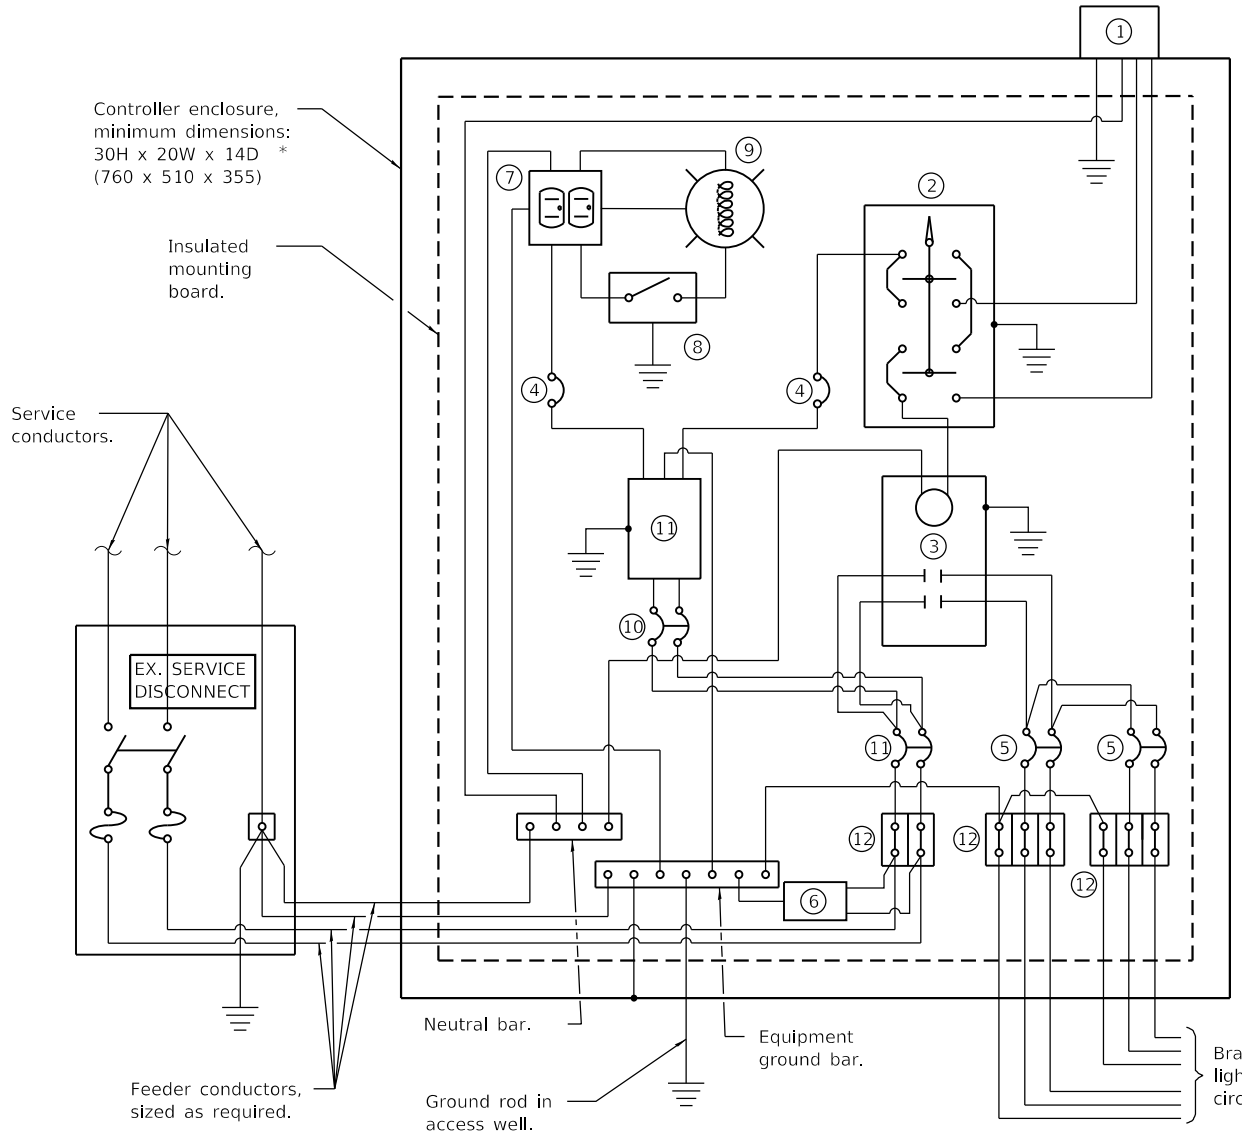 1
Controller enclosure,
minimum dimensions:
30H x 20W x 14D *
(760 x 510 x 355)
9
7
2
Insulated
mounting
board.
8
4
4
Service
conductors.
11
3
10
EX. SERVICE
DISCONNECT
11
5
5
12
12
12
6
Neutral bar.
Equipment
ground bar.
Feeder conductors,
sized as required.
Ground rod in
access well.